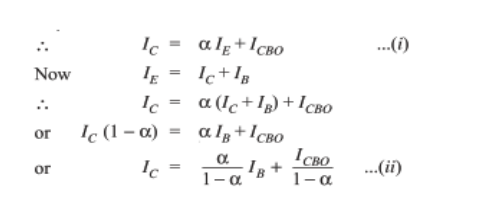 ∴ I_C = α I_E + I_CBO ...(i)
Now I_E = I_C + I_B
∴ I_C = α (I_C + I_B) + I_CBO
or I_C (1 – α) = α I_B + I_CBO
or I_C = α/(1 – α) I_B + I_CBO/(1 – α) ...(ii)